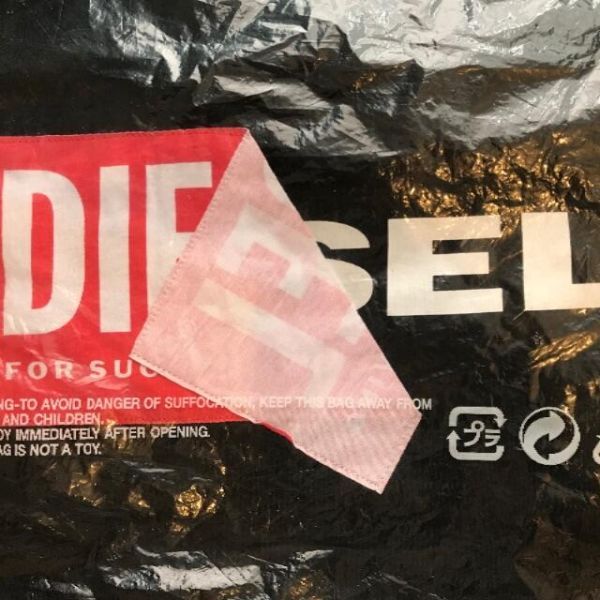 DIE SEL
FOR SUC
NG-TO AVOID DANGER OF SUFFOCATION, KEEP THIS BAG AWAY FROM
AND CHILDREN.
OY IMMEDIATELY AFTER OPENING.
AG IS NOT A TOY.
プラ